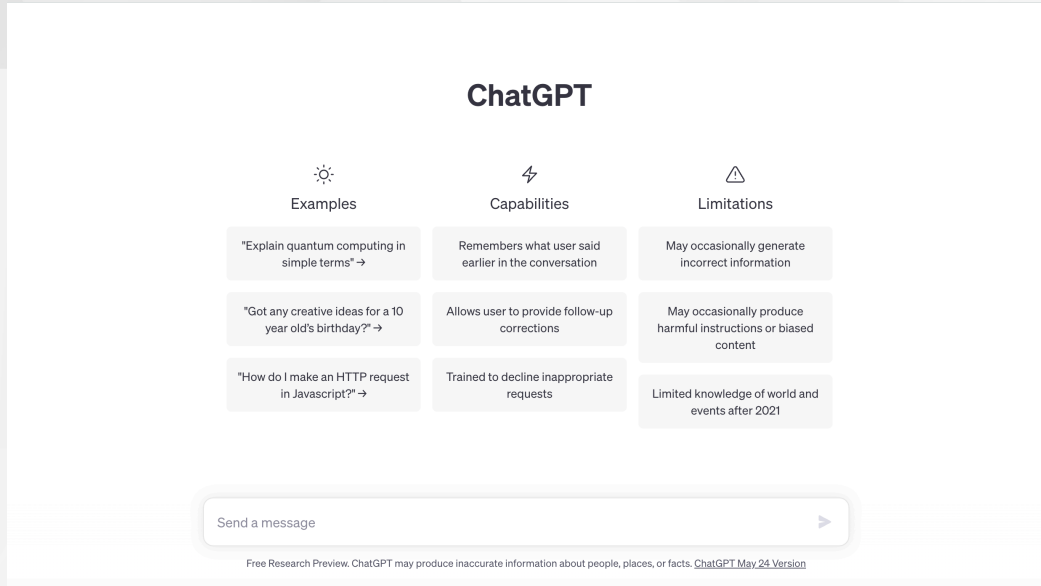 ChatGPT
Examples
"Explain quantum computing in
simple terms" →
"Got any creative ideas for a 10
year old’s birthday?" →
"How do I make an HTTP request
in Javascript?" →
Capabilities
Remembers what user said
earlier in the conversation
Allows user to provide follow-up
corrections
Trained to decline inappropriate
requests
Limitations
May occasionally generate
incorrect information
May occasionally produce
harmful instructions or biased
content
Limited knowledge of world and
events after 2021
Send a message
Free Research Preview. ChatGPT may produce inaccurate information about people, places, or facts. ChatGPT May 24 Version